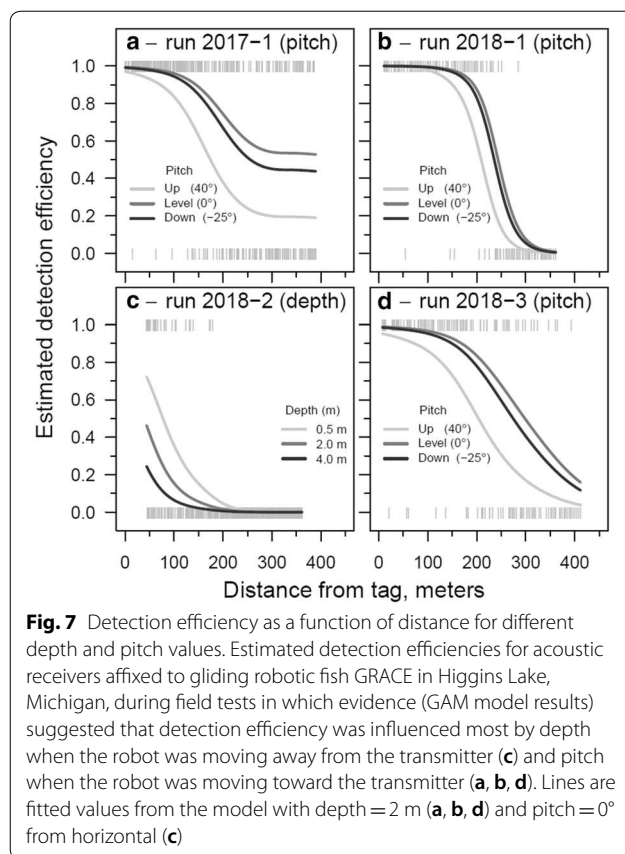 a – run 2017-1 (pitch)
b – run 2018-1 (pitch)
1.0
0.8
0.6
0.4
0.2
0.0
Pitch
Up (40°)
Level (0°)
Down (−25°)
Pitch
Up (40°)
Level (0°)
Down (−25°)
Estimated detection efficiency
c – run 2018-2 (depth)
d – run 2018-3 (pitch)
1.0
0.8
0.6
0.4
0.2
0.0
Depth (m)
0.5 m
2.0 m
4.0 m
Pitch
Up (40°)
Level (0°)
Down (−25°)
0 100 200 300 400
0 100 200 300 400
Distance from tag, meters
Fig. 7 Detection efficiency as a function of distance for different
depth and pitch values. Estimated detection efficiencies for acoustic
receivers affixed to gliding robotic fish GRACE in Higgins Lake,
Michigan, during field tests in which evidence (GAM model results)
suggested that detection efficiency was influenced most by depth
when the robot was moving away from the transmitter (c) and pitch
when the robot was moving toward the transmitter (a, b, d). Lines are
fitted values from the model with depth = 2 m (a, b, d) and pitch = 0°
from horizontal (c)